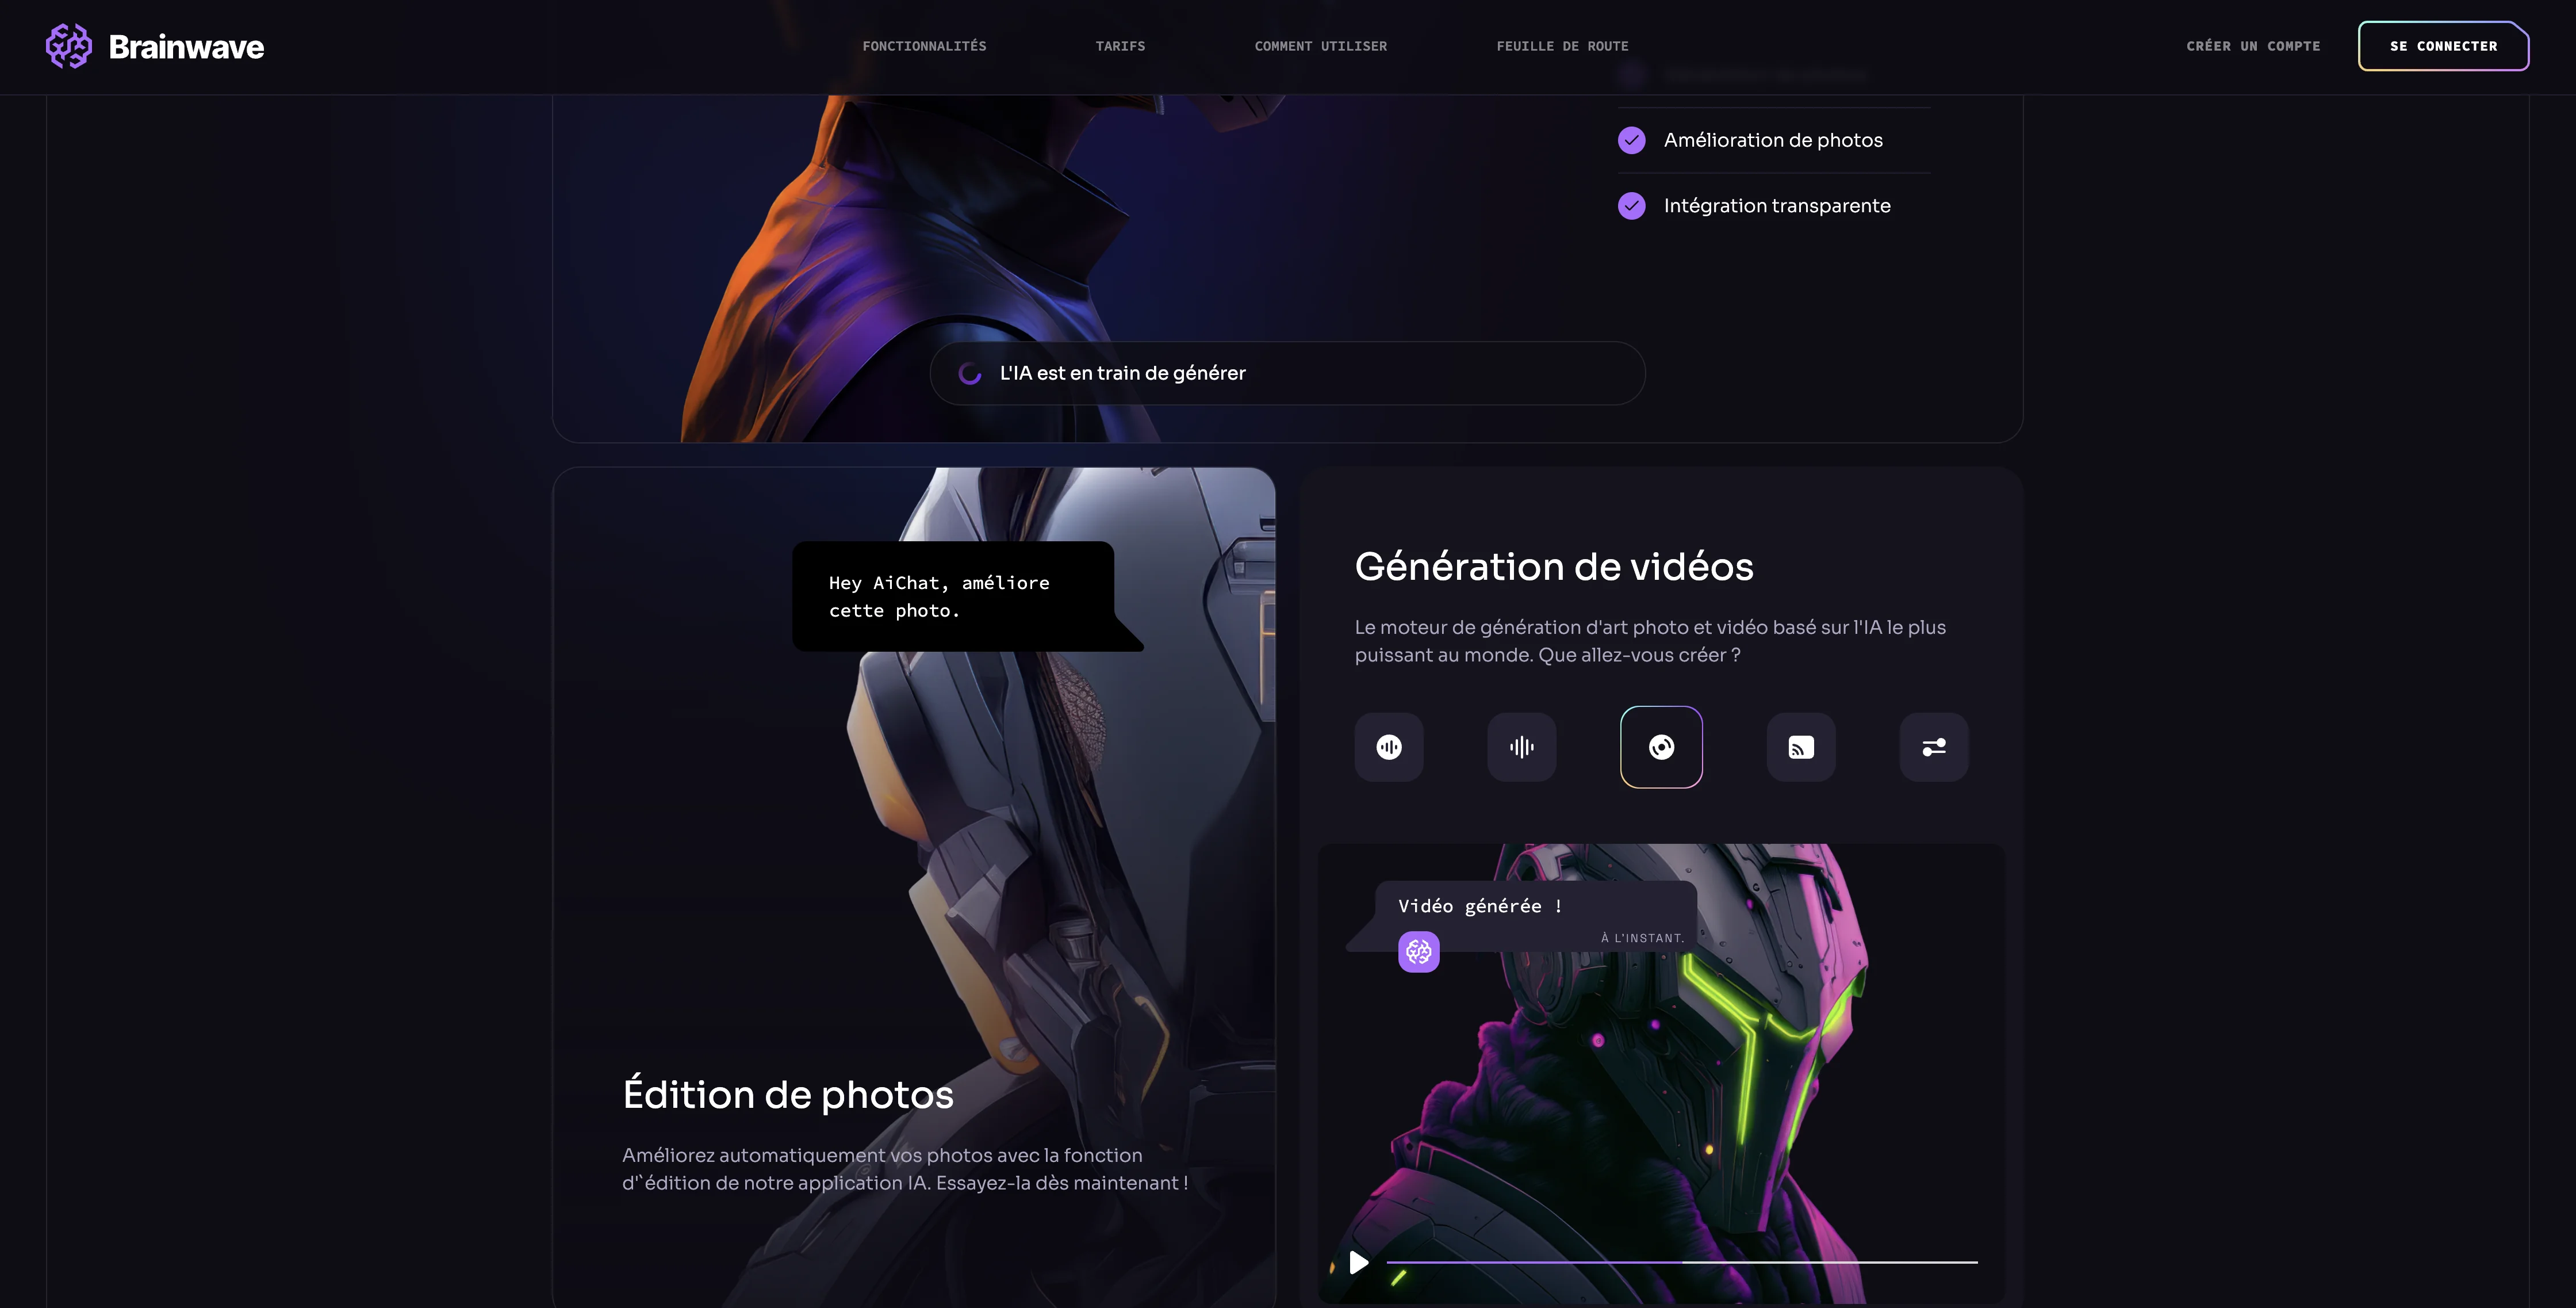 Brainwave
FONCTIONNALITÉS
TARIFS
COMMENT UTILISER
FEUILLE DE ROUTE
CRÉER UN COMPTE
SE CONNECTER
Amélioration de photos
Intégration transparente
L'IA est en train de générer
Hey AiChat, améliore
cette photo.
Édition de photos
Améliorez automatiquement vos photos avec la fonction
d'`édition de notre application IA. Essayez-la dès maintenant !
Génération de vidéos
Le moteur de génération d'art photo et vidéo basé sur l'IA le plus
puissant au monde. Que allez-vous créer ?
Vidéo générée !
À L'INSTANT.